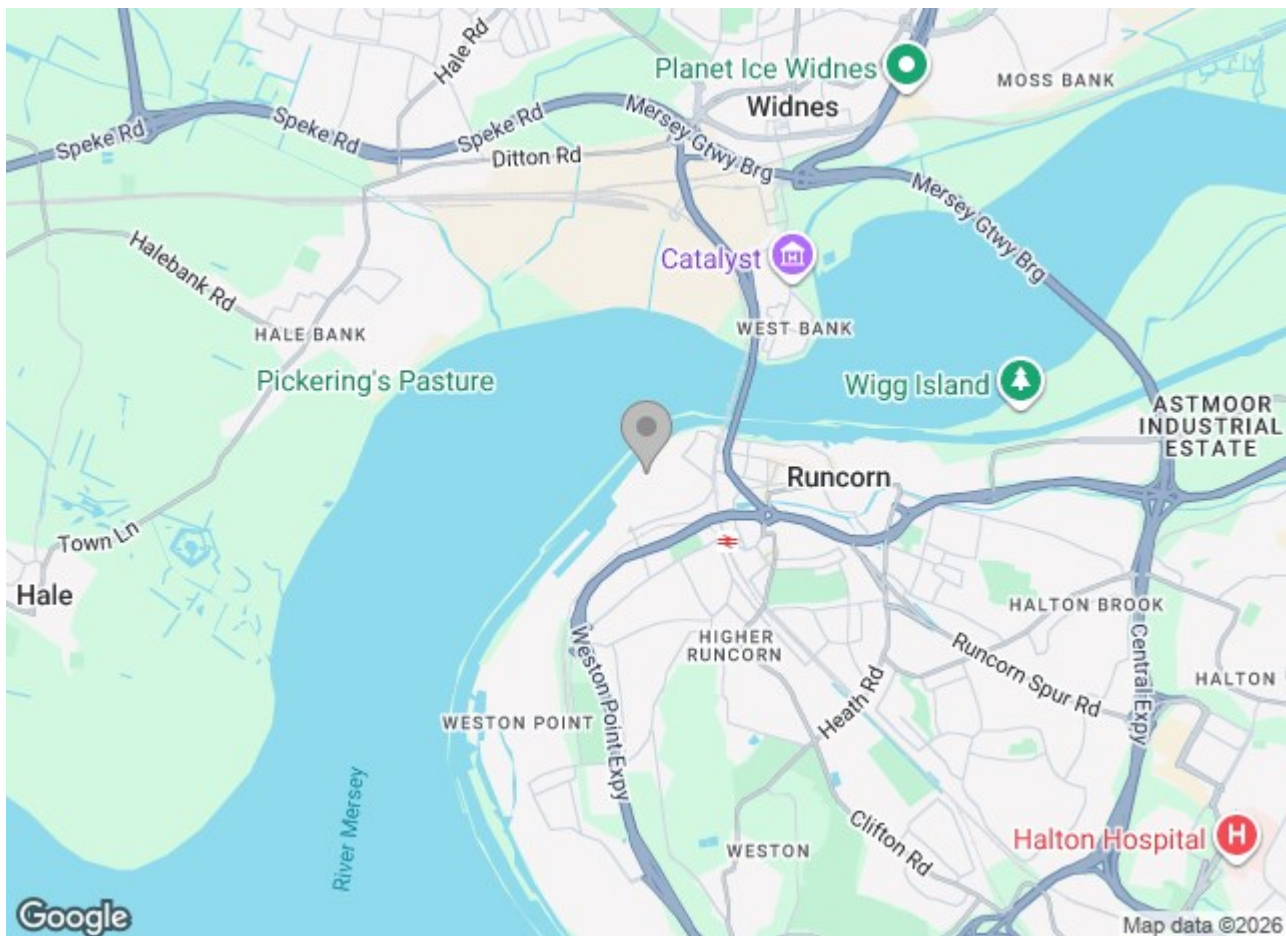 Hale Rd
Planet Ice Widnes
MOSS BANK
Widnes
Speke Rd
Speke Rd
Speke Rd
Mersey Gtwy Brg
Ditton Rd
Mersey Gtwy Brg
Halebank Rd
Catalyst
HALE BANK
WEST BANK
Pickering's Pasture
Wigg Island
ASTMOOR
INDUSTRIAL
ESTATE
Runcorn
Town Ln
Hale
HALTON BROOK
HIGHER
RUNCORN
Weston Point Expy
Heath Rd
Runcorn Spur Rd
Central Expy
HALTON
WESTON POINT
River Mersey
Clifton Rd
WESTON
Halton Hospital
H
Google
Map data ©2026